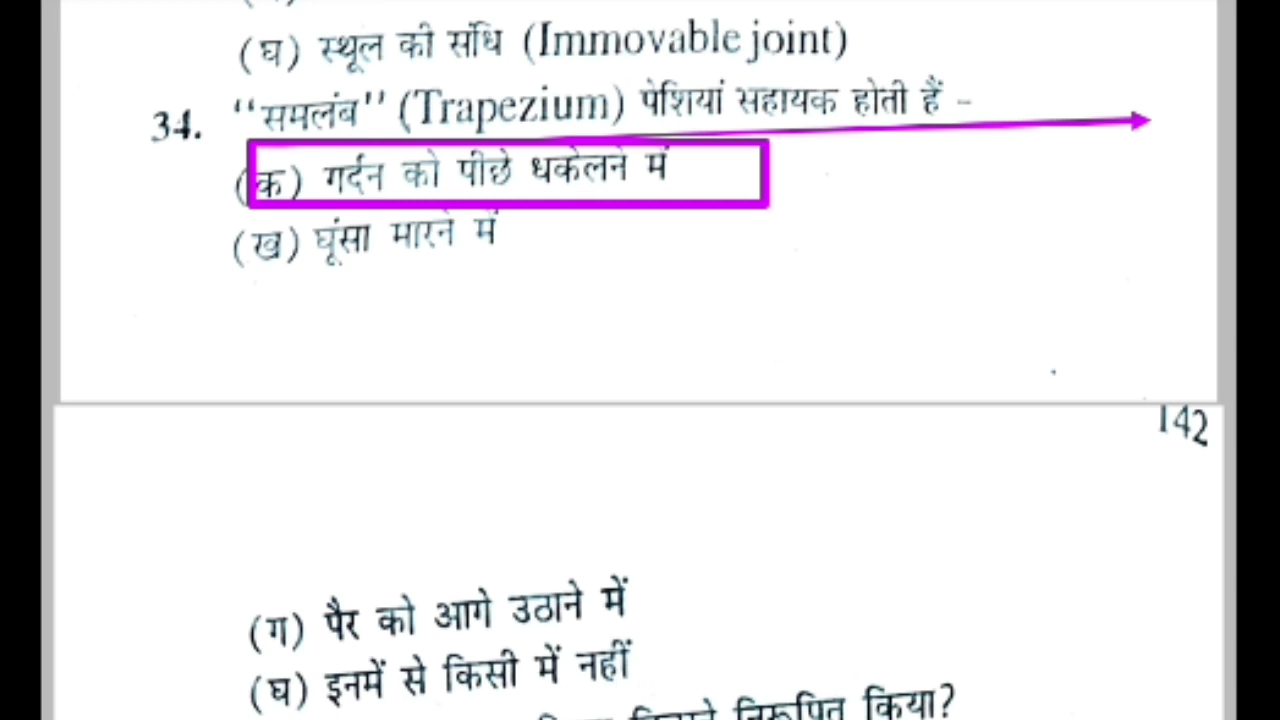 (घ) स्थूल की संधि (Immovable joint)
34. ‘‘समलंब’’ (Trapezium) पेशियां सहायक होती हैं -
(क) गर्दन को पीछे धकेलने में
(ख) घूंसा मारने में
142
(ग) पैर को आगे उठाने में
(घ) इनमें से किसी में नहीं
निरूपित किया?